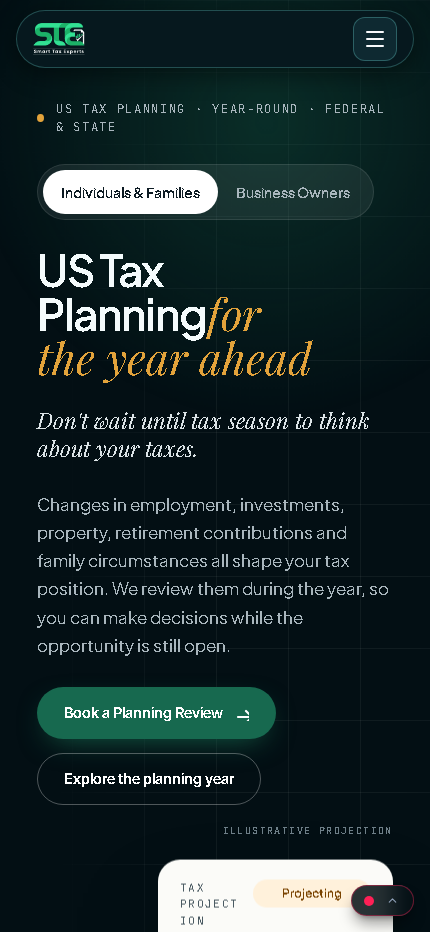 STE
Smart Tax Experts
US TAX PLANNING · YEAR-ROUND · FEDERAL
& STATE
Individuals & Families
Business Owners
US Tax
Planningfor
the year ahead
Don't wait until tax season to think
about your taxes.
Changes in employment, investments,
property, retirement contributions and
family circumstances all shape your tax
position. We review them during the year, so
you can make decisions while the
opportunity is still open.
Book a Planning Review →
Explore the planning year
ILLUSTRATIVE PROJECTION
TAX
PROJECT
ION
Projecting